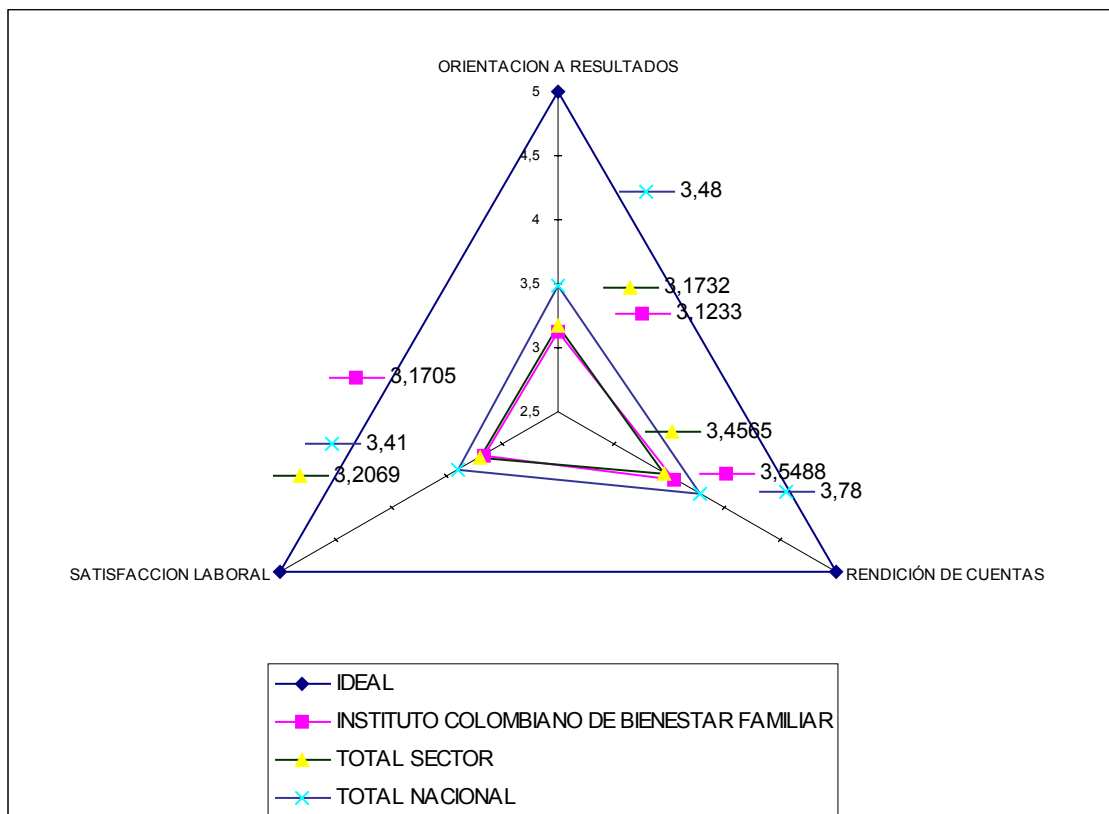 ORIENTACION A RESULTADOS
5
4,5
3,48
4
3,5
3,1732
3,1233
3
3,1705
2,5
3,4565
3,41
3,5488
3,2069
3,78
SATISFACCION LABORAL
RENDICIÓN DE CUENTAS
IDEAL
INSTITUTO COLOMBIANO DE BIENESTAR FAMILIAR
TOTAL SECTOR
TOTAL NACIONAL